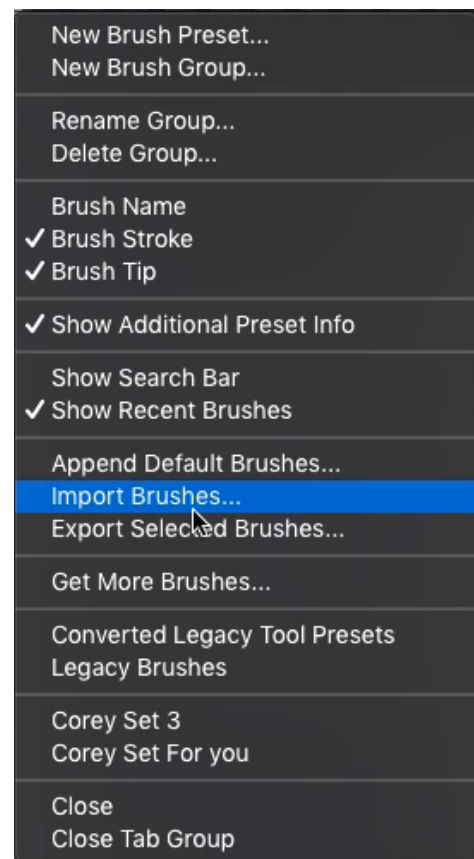 New Brush Preset...
New Brush Group...
Rename Group...
Delete Group...
Brush Name
✓ Brush Stroke
✓ Brush Tip
✓ Show Additional Preset Info
Show Search Bar
✓ Show Recent Brushes
Append Default Brushes...
Import Brushes...
Export Selected Brushes...
Get More Brushes...
Converted Legacy Tool Presets
Legacy Brushes
Corey Set 3
Corey Set For you
Close
Close Tab Group